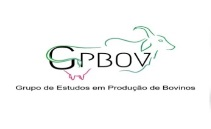 GPBOV
Grupo de Estudos em Produção de Bovinos